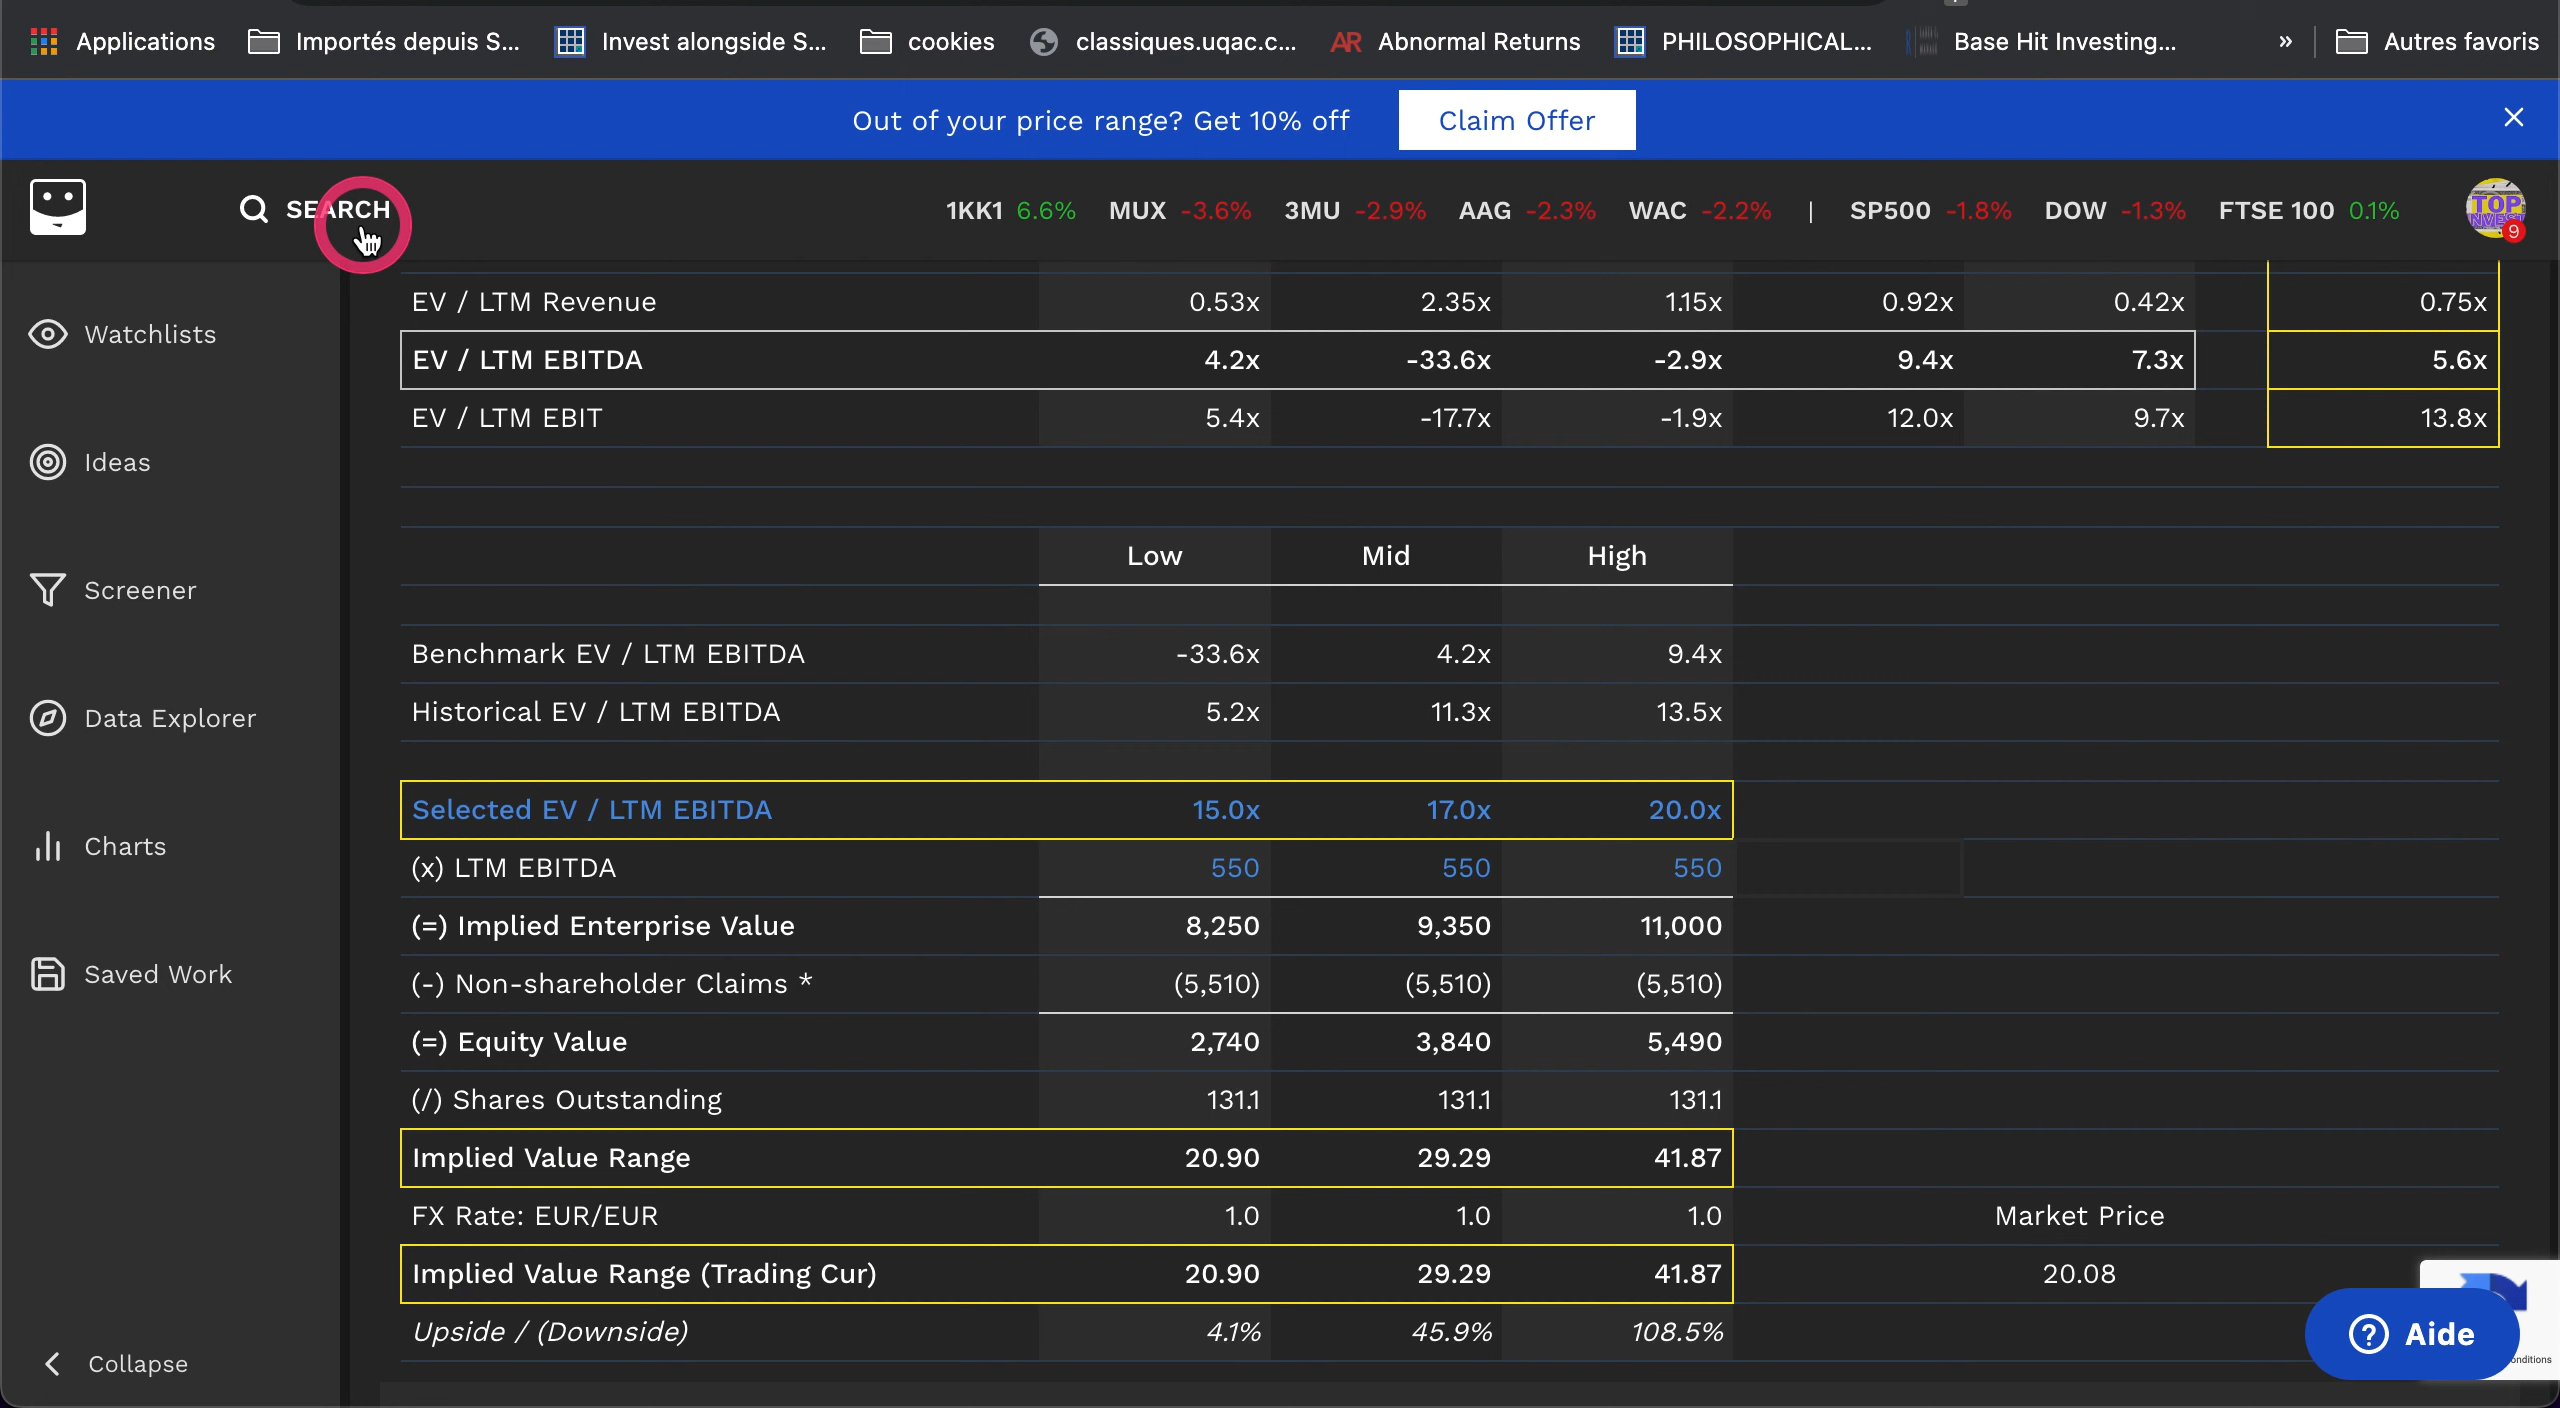 Applications Importés depuis S... Invest alongside S... cookies classiques.uqac.c... AR Abnormal Returns PHILOSOPHICAL... Base Hit Investing... » Autres favoris
Out of your price range? Get 10% off Claim Offer
SEARCH 1KK1 6.6% MUX -3.6% 3MU -2.9% AAG -2.3% WAC -2.2% | SP500 -1.8% DOW -1.3% FTSE 100 0.1% TOP 9
Watchlists
Ideas
Screener
Data Explorer
Charts
Saved Work
Collapse
EV / LTM Revenue 0.53x 2.35x 1.15x 0.92x 0.42x 0.75x
EV / LTM EBITDA 4.2x -33.6x -2.9x 9.4x 7.3x 5.6x
EV / LTM EBIT 5.4x -17.7x -1.9x 12.0x 9.7x 13.8x
Low Mid High
Benchmark EV / LTM EBITDA -33.6x 4.2x 9.4x
Historical EV / LTM EBITDA 5.2x 11.3x 13.5x
Selected EV / LTM EBITDA 15.0x 17.0x 20.0x
(x) LTM EBITDA 550 550 550
(=) Implied Enterprise Value 8,250 9,350 11,000
(-) Non-shareholder Claims * (5,510) (5,510) (5,510)
(=) Equity Value 2,740 3,840 5,490
(/) Shares Outstanding 131.1 131.1 131.1
Implied Value Range 20.90 29.29 41.87
FX Rate: EUR/EUR 1.0 1.0 1.0 Market Price
Implied Value Range (Trading Cur) 20.90 29.29 41.87 20.08
Upside / (Downside) 4.1% 45.9% 108.5%
Aide